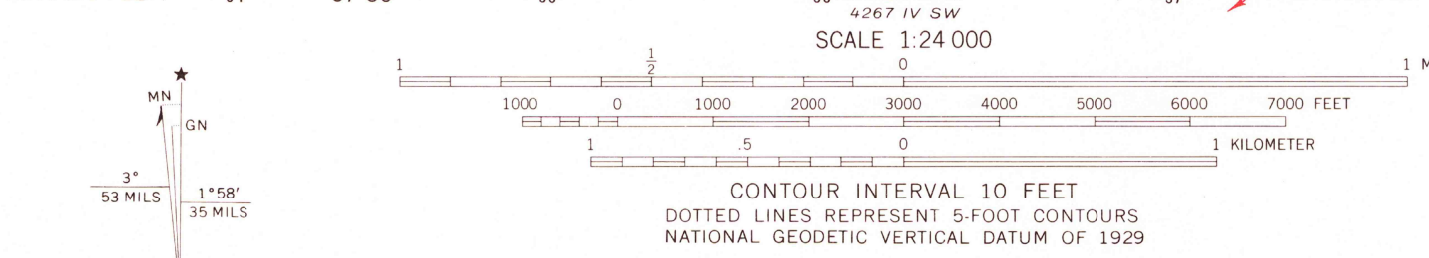 4267 IV SW
SCALE 1:24 000
1 1/2 0 1
1000 0 1000 2000 3000 4000 5000 6000 7000 FEET
1 .5 0 1 KILOMETER
MN
GN
3°
53 MILS
1°58′
35 MILS
CONTOUR INTERVAL 10 FEET
DOTTED LINES REPRESENT 5-FOOT CONTOURS
NATIONAL GEODETIC VERTICAL DATUM OF 1929